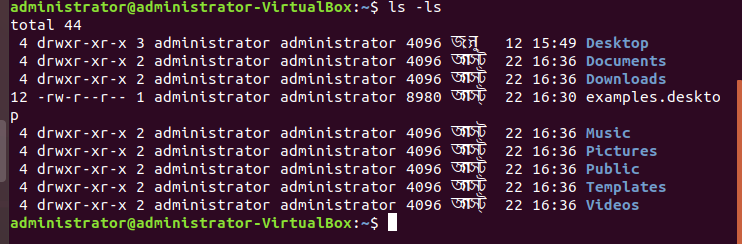 administrator@administrator-VirtualBox:~$ ls -ls
total 44
4 drwxr-xr-x 3 administrator administrator 4096 জানু 12 15:49 Desktop
4 drwxr-xr-x 2 administrator administrator 4096 আগস্ট 22 16:36 Documents
4 drwxr-xr-x 2 administrator administrator 4096 আগস্ট 22 16:36 Downloads
12 -rw-r--r-- 1 administrator administrator 8980 আগস্ট 22 16:30 examples.deskto
p
4 drwxr-xr-x 2 administrator administrator 4096 আগস্ট 22 16:36 Music
4 drwxr-xr-x 2 administrator administrator 4096 আগস্ট 22 16:36 Pictures
4 drwxr-xr-x 2 administrator administrator 4096 আগস্ট 22 16:36 Public
4 drwxr-xr-x 2 administrator administrator 4096 আগস্ট 22 16:36 Templates
4 drwxr-xr-x 2 administrator administrator 4096 আগস্ট 22 16:36 Videos
administrator@administrator-VirtualBox:~$